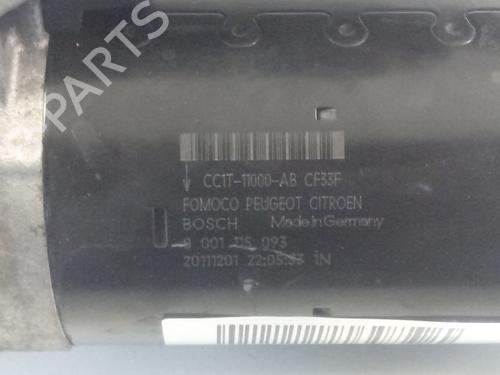 B-PARTS
CC1T-11000-AB CF33F
FOMOCO PEUGEOT CITROEN
BOSCH Made in Germany
0 001 115 093
20111201 22:05:53 IN